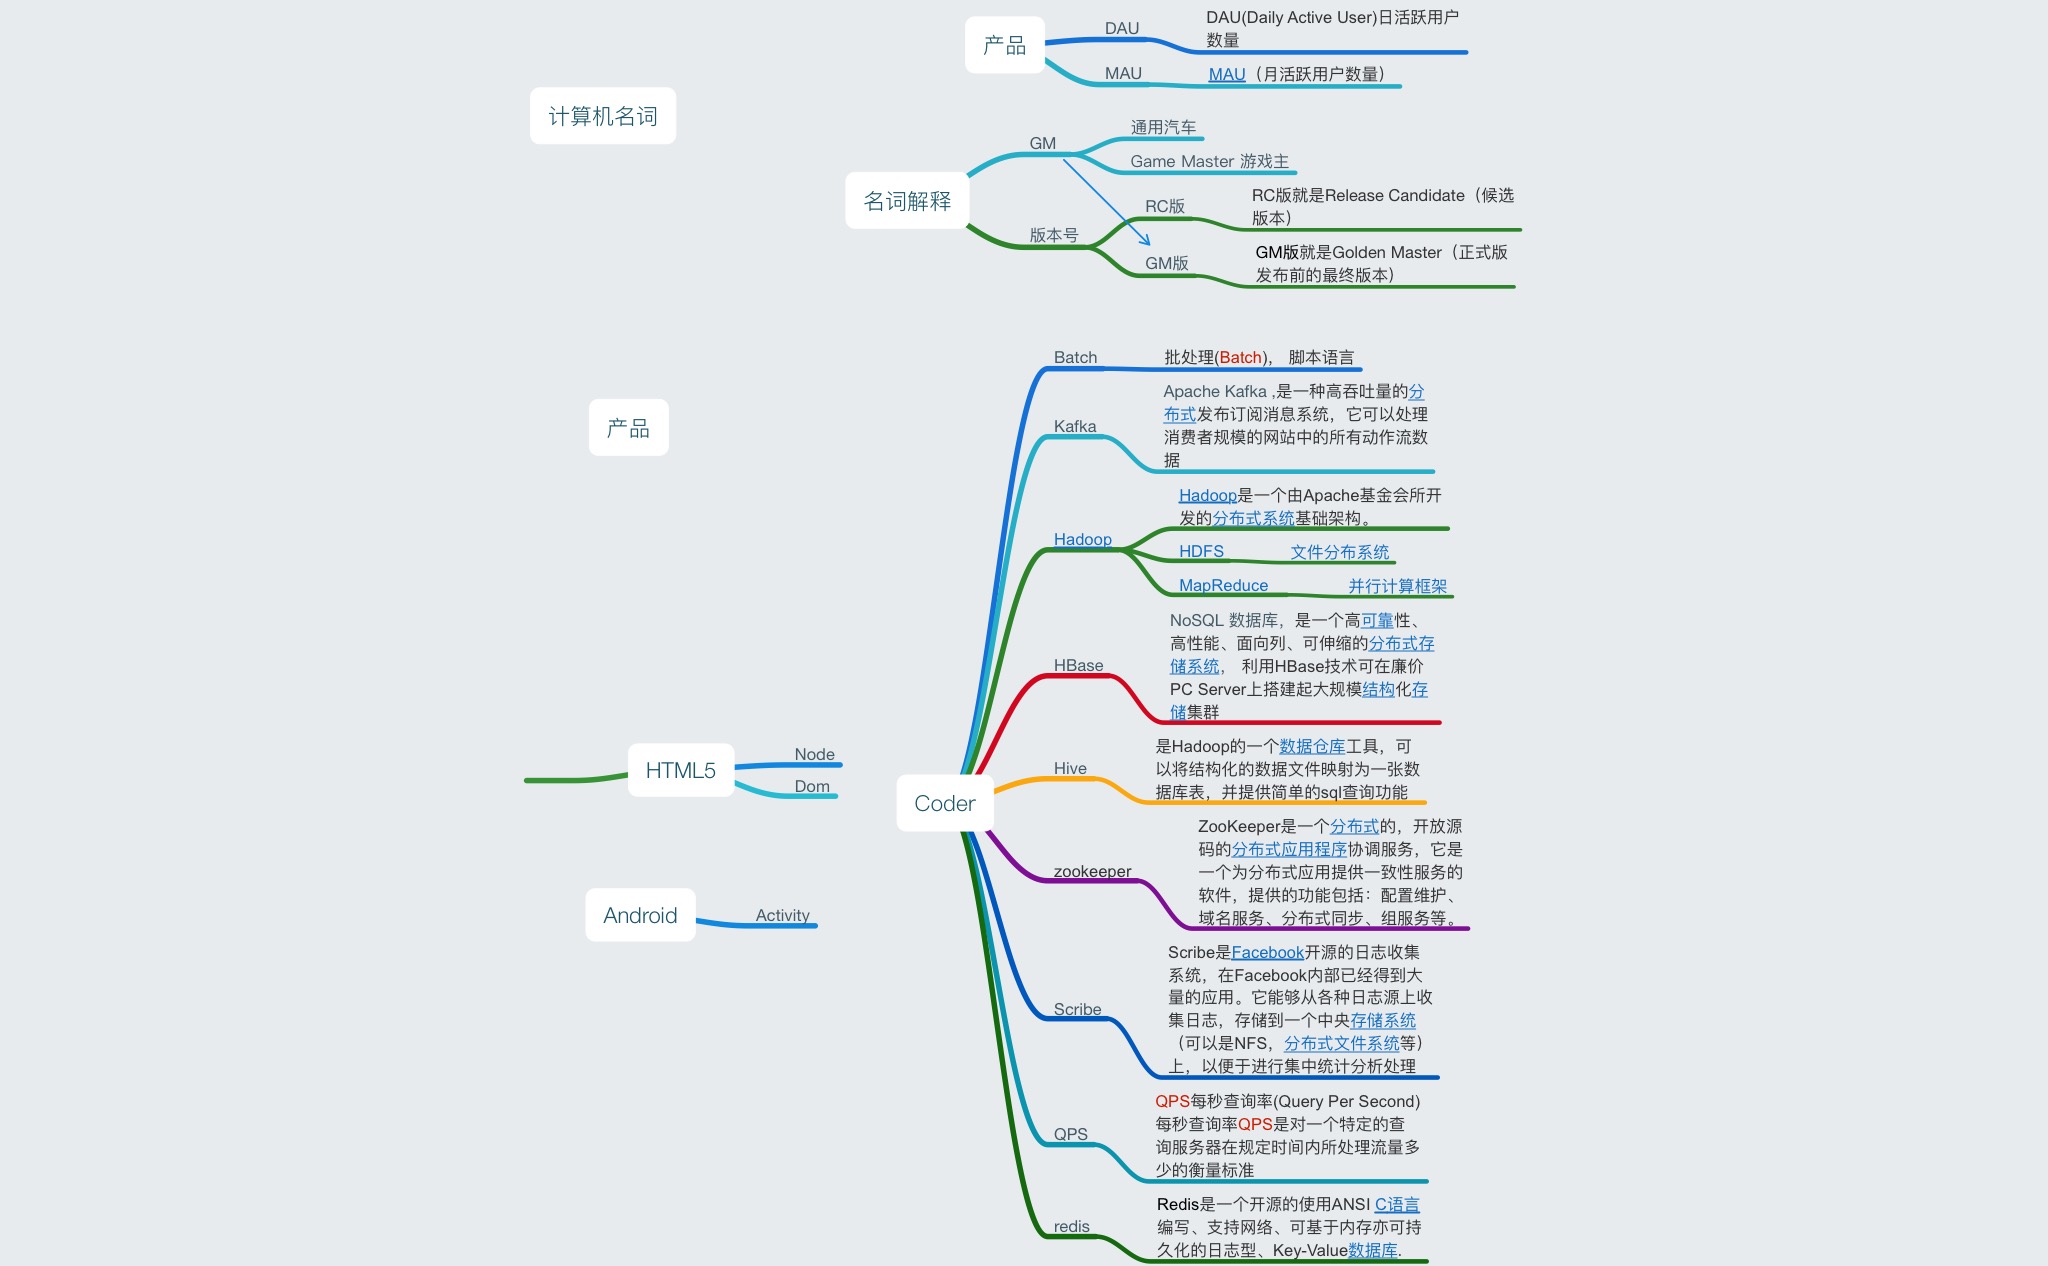 产品
DAU
DAU(Daily Active User)日活跃用户
数量
MAU
MAU（月活跃用户数量）
计算机名词
名词解释
GM
通用汽车
Game Master 游戏主
版本号
RC版
RC版就是Release Candidate（候选
版本）
GM版
GM版就是Golden Master（正式版
发布前的最终版本）
产品
HTML5
Node
Dom
Android
Activity
Coder
Batch
批处理(Batch)， 脚本语言
Kafka
Apache Kafka ,是一种高吞吐量的分
布式发布订阅消息系统，它可以处理
消费者规模的网站中的所有动作流数
据
Hadoop
Hadoop是一个由Apache基金会所开
发的分布式系统基础架构。
HDFS
文件分布系统
MapReduce
并行计算框架
HBase
NoSQL 数据库，是一个高可靠性、
高性能、面向列、可伸缩的分布式存
储系统， 利用HBase技术可在廉价
PC Server上搭建起大规模结构化存
储集群
Hive
是Hadoop的一个数据仓库工具，可
以将结构化的数据文件映射为一张数
据库表，并提供简单的sql查询功能
zookeeper
ZooKeeper是一个分布式的，开放源
码的分布式应用程序协调服务，它是
一个为分布式应用提供一致性服务的
软件，提供的功能包括：配置维护、
域名服务、分布式同步、组服务等。
Scribe
Scribe是Facebook开源的日志收集
系统，在Facebook内部已经得到大
量的应用。它能够从各种日志源上收
集日志，存储到一个中央存储系统
（可以是NFS，分布式文件系统等）
上，以便于进行集中统计分析处理
QPS
QPS每秒查询率(Query Per Second)
每秒查询率QPS是对一个特定的查
询服务器在规定时间内所处理流量多
少的衡量标准
redis
Redis是一个开源的使用ANSI C语言
编写、支持网络、可基于内存亦可持
久化的日志型、Key-Value数据库.